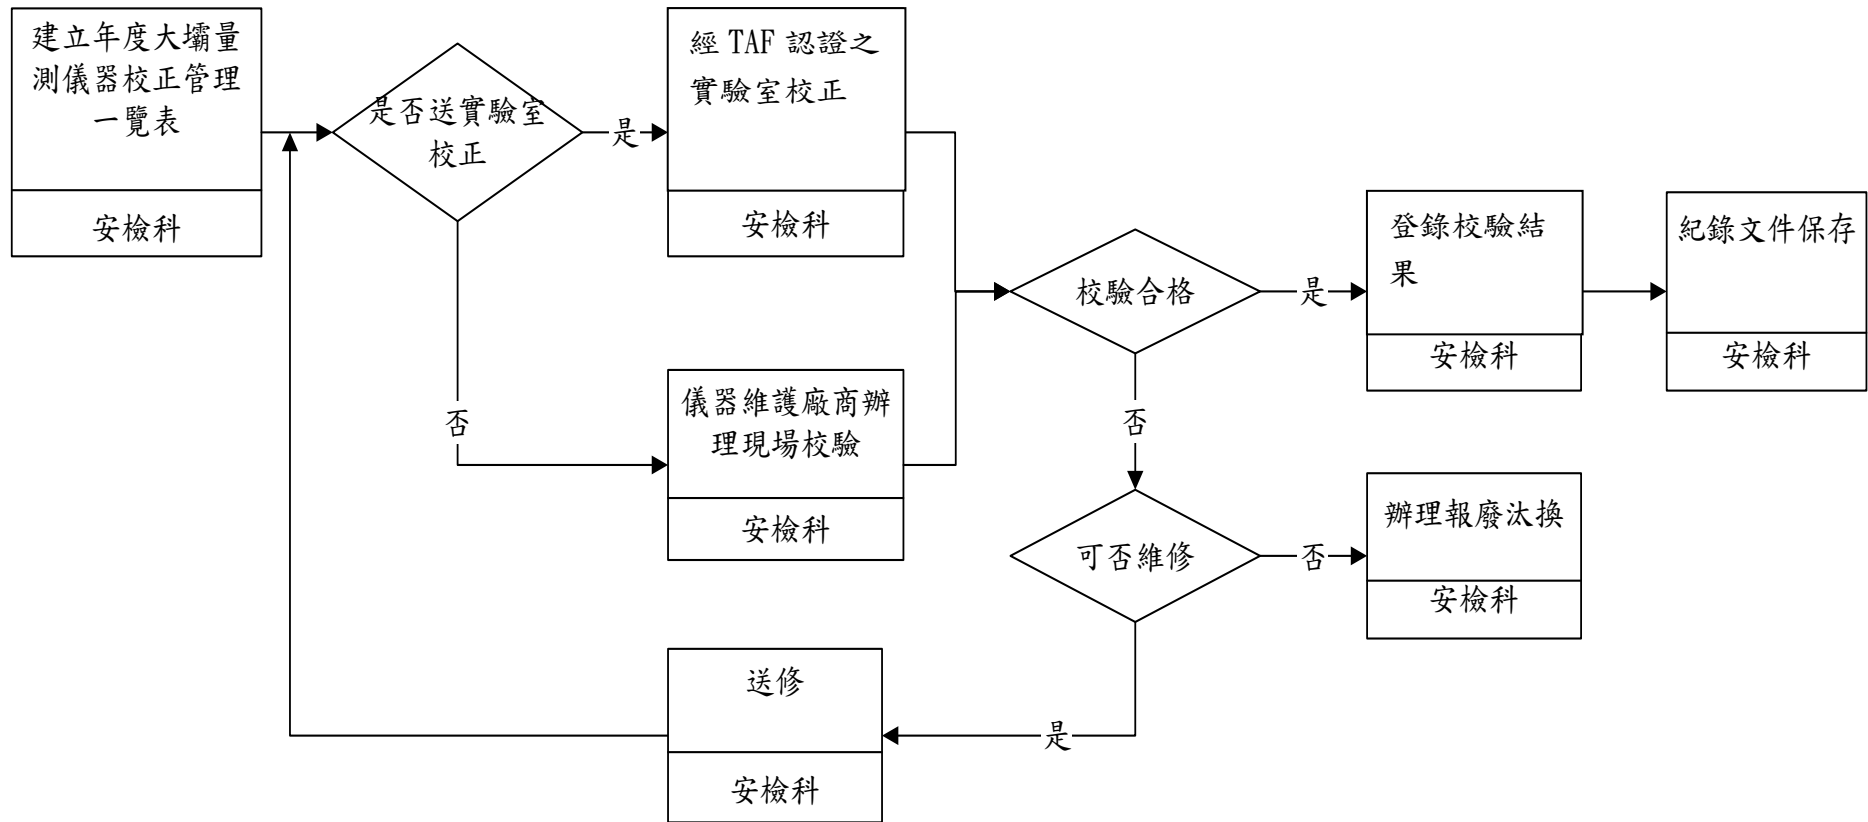 建立年度大壩量
測儀器校正管理
一覽表
安檢科
是否送實驗室
校正
是
經 TAF 認證之
實驗室校正
安檢科
否
儀器維護廠商辦
理現場校驗
安檢科
校驗合格
是
登錄校驗結
果
安檢科
紀錄文件保存
安檢科
否
可否維修
否
辦理報廢汰換
安檢科
是
送修
安檢科